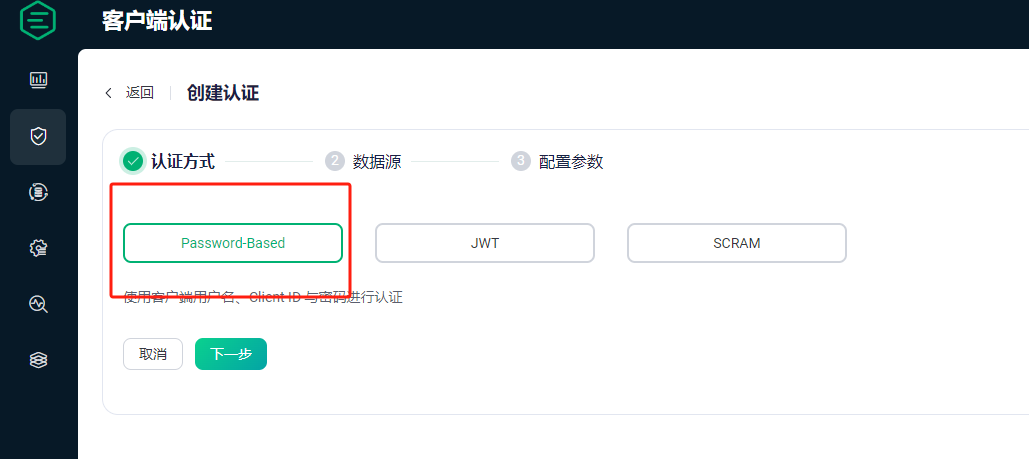 客户端认证
返回 创建认证
认证方式 2 数据源 3 配置参数
Password-Based JWT SCRAM
使用客户端用户名、Client ID 与密码进行认证
取消 下一步